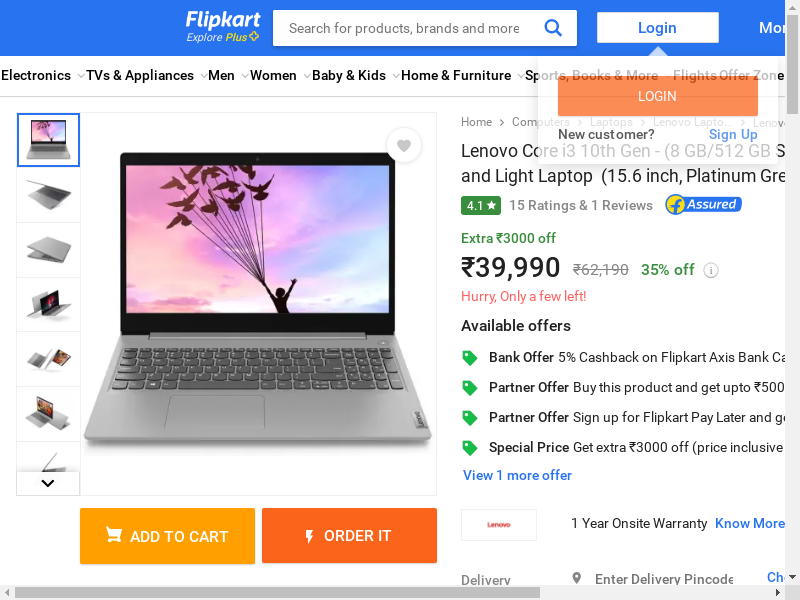 Flipkart
Explore Plus
Search for products, brands and more
Login
Electronics
TVs & Appliances
Men
Women
Baby & Kids
Home & Furniture
Sports, Books & More
Flights
Offer Zone
LOGIN
New customer?
Sign Up
Home
Computers
Laptops
Lenovo Lapto...
Lenovo Core i3 10th Gen - (8 GB/512 GB
and Light Laptop (15.6 inch, Platinum
4.1
15 Ratings & 1 Reviews
Assured
Extra ₹3000 off
₹39,990 ₹62,190 35% off
Hurry, Only a few left!
Available offers
Bank Offer 5% Cashback on Flipkart Axis Bank
Partner Offer Buy this product and get upto ₹500
Partner Offer Sign up for Flipkart Pay Later and
Special Price Get extra ₹3000 off (price inclusive
View 1 more offer
Lenovo
1 Year Onsite Warranty Know More
Delivery
Enter Delivery Pincode
ADD TO CART
ORDER IT